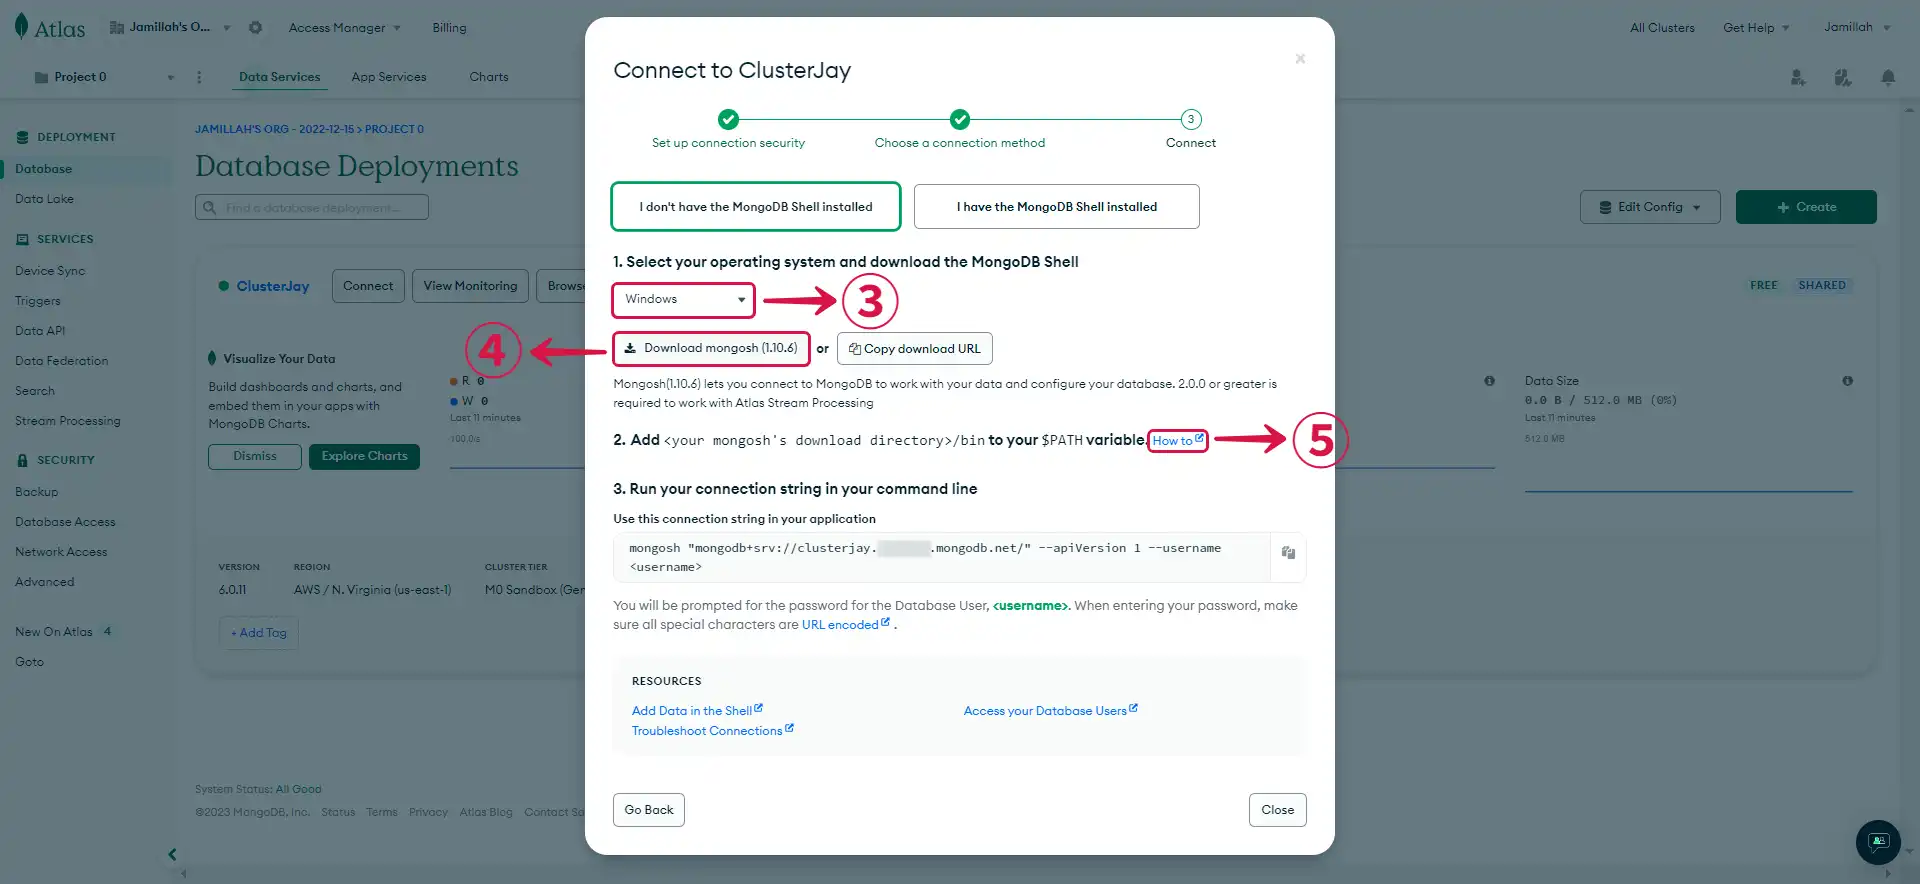 Atlas
Jamillah's O...
Access Manager
Billing
All Clusters
Get Help
Jamillah
Project 0
Data Services
App Services
Charts
DEPLOYMENT
Database
Data Lake
SERVICES
Device Sync
Triggers
Data API
Data Federation
Search
Stream Processing
SECURITY
Backup
Database Access
Network Access
Advanced
New On Atlas 4
Goto
JAMILLAH'S ORG - 2022-12-15 > PROJECT 0
Database Deployments
Find a database deployment...
Edit Config
+ Create
ClusterJay
Connect
View Monitoring
Browse
FREE
SHARED
Visualize Your Data
Build dashboards and charts, and
embed them in your apps with
MongoDB Charts.
Dismiss
Explore Charts
R 0
W 0
Last 11 minutes
100.0/s
Data Size
0.0 B / 512.0 MB (0%)
Last 11 minutes
512.0 MB
VERSION
6.0.11
REGION
AWS / N. Virginia (us-east-1)
CLUSTER TIER
M0 Sandbox (Gen
+ Add Tag
System Status: All Good
©2023 MongoDB, Inc. Status Terms Privacy Atlas Blog Contact Sa
Connect to ClusterJay
Set up connection security
Choose a connection method
3
Connect
I don't have the MongoDB Shell installed
I have the MongoDB Shell installed
1. Select your operating system and download the MongoDB Shell
Windows
3
4
Download mongosh (1.10.6)
or
Copy download URL
Mongosh(1.10.6) lets you connect to MongoDB to work with your data and configure your database. 2.0.0 or greater is
required to work with Atlas Stream Processing
2. Add <your mongosh's download directory>/bin to your $PATH variable. How to
5
3. Run your connection string in your command line
Use this connection string in your application
mongosh "mongodb+srv://clusterjay. .mongodb.net/" --apiVersion 1 --username
<username>
You will be prompted for the password for the Database User, <username>. When entering your password, make
sure all special characters are URL encoded .
RESOURCES
Add Data in the Shell
Access your Database Users
Troubleshoot Connections
Go Back
Close